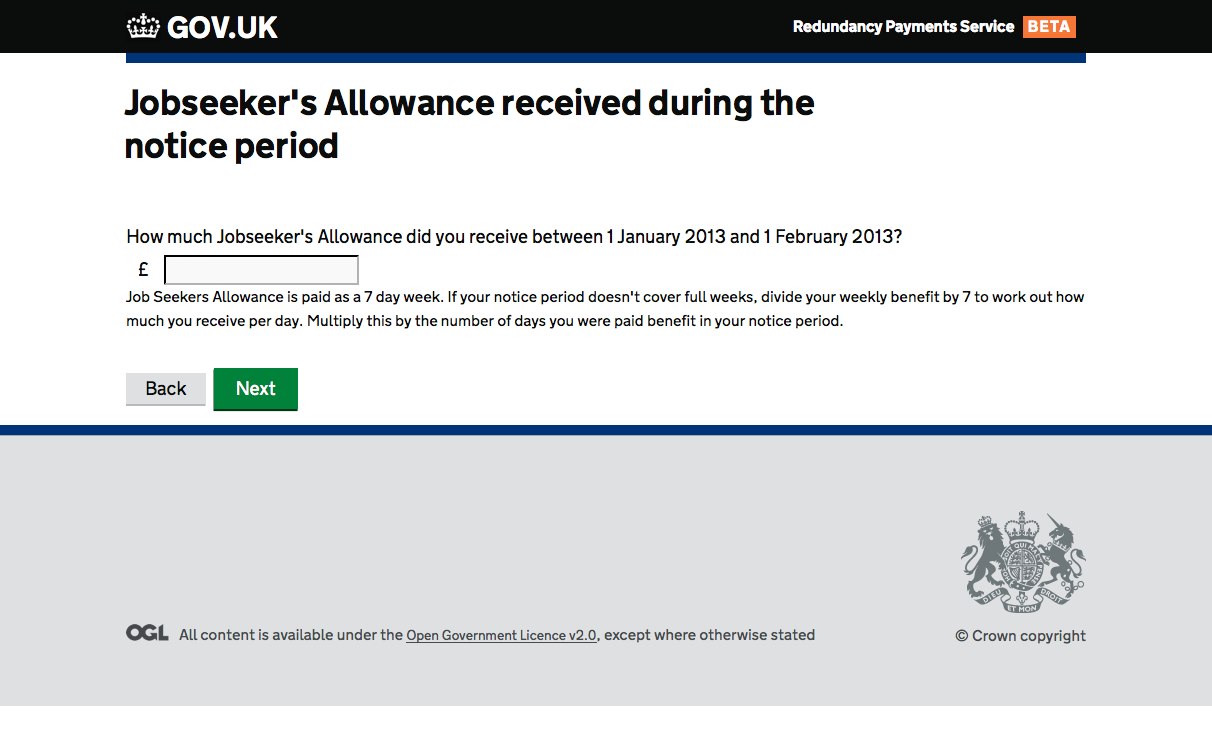 GOV.UK
Redundancy Payments Service BETA
Jobseeker's Allowance received during the
notice period
How much Jobseeker's Allowance did you receive between 1 January 2013 and 1 February 2013?
£
Job Seekers Allowance is paid as a 7 day week. If your notice period doesn't cover full weeks, divide your weekly benefit by 7 to work out how
much you receive per day. Multiply this by the number of days you were paid benefit in your notice period.
Back Next
DIEU ET MON DROIT
OGL All content is available under the Open Government Licence v2.0, except where otherwise stated
© Crown copyright